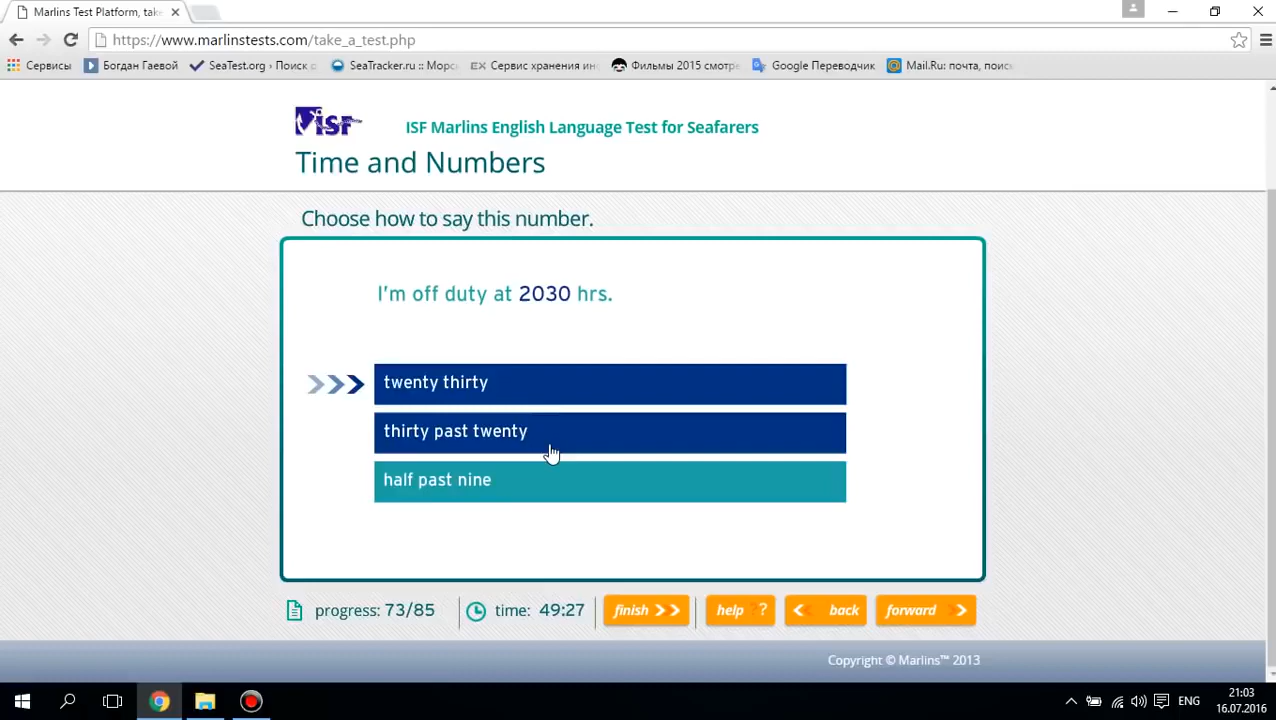 Marlins Test Platform, take
https://www.marlinstests.com/take_a_test.php
Сервисы
Богдан Гаевой
SeaTest.org › Поиск с
SeaTracker.ru :: Морс
EX Сервис хранения ин
Фильмы 2015 смотре
Google Переводчик
Mail.Ru: почта, поиск
ISF
ISF Marlins English Language Test for Seafarers
Time and Numbers
Choose how to say this number.
I'm off duty at 2030 hrs.
twenty thirty
thirty past twenty
half past nine
progress: 73/85
time: 49:27
finish
help ?
back
forward
Copyright © Marlins™ 2013
ENG
21:03
16.07.2016